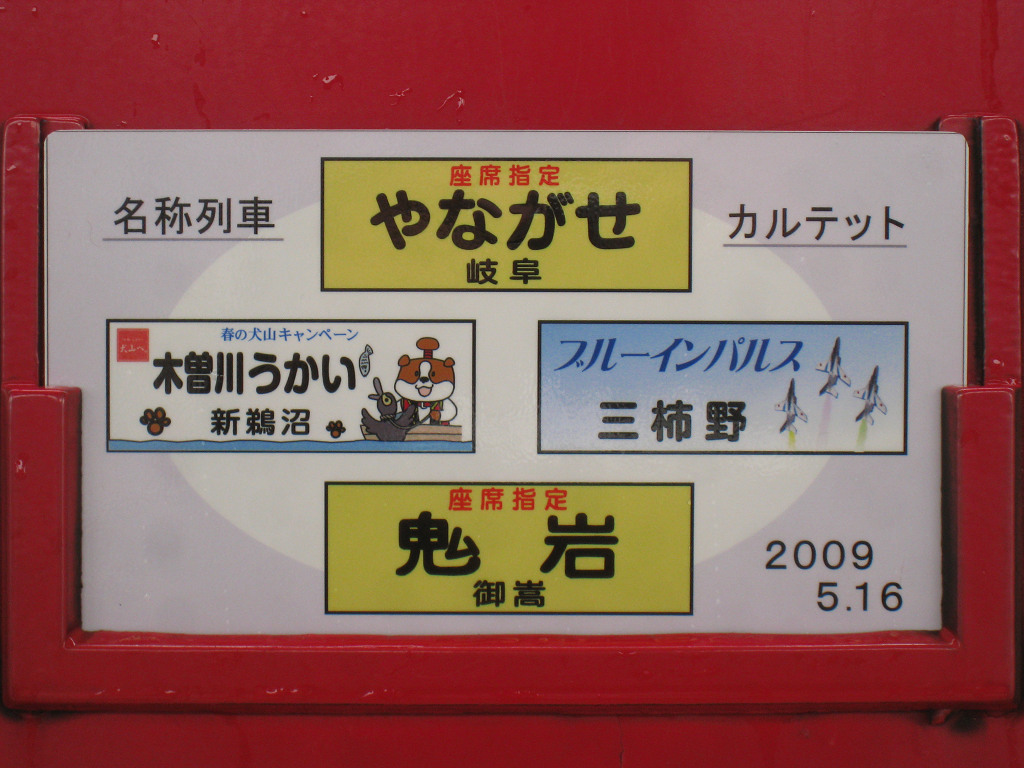 座席指定
やながせ
岐阜
名称列車
カルテット
春の犬山キャンペーン
犬山へ
木曽川うかい
新鵜沼
ブルーインパルス
三柿野
座席指定
鬼岩
御嵩
2009
5.16